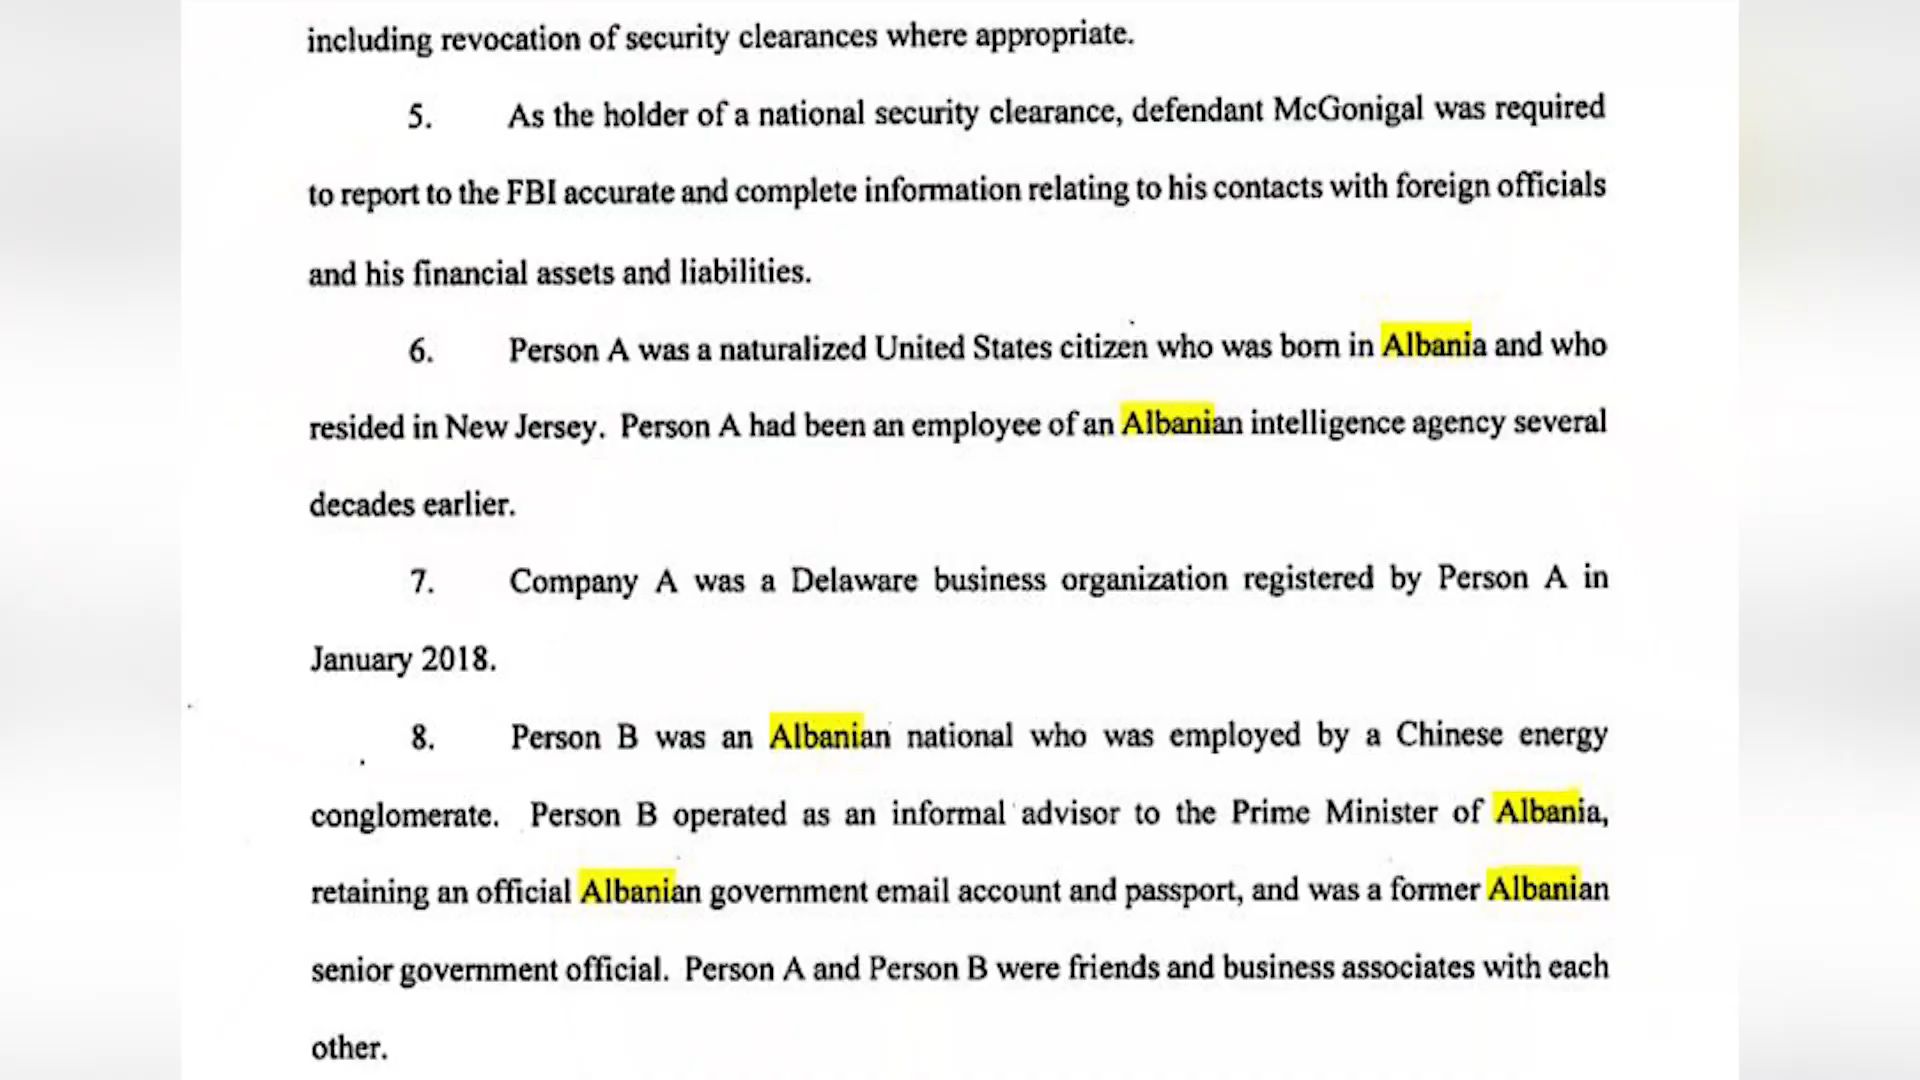 including revocation of security clearances where appropriate.
5. As the holder of a national security clearance, defendant McGonigal was required
to report to the FBI accurate and complete information relating to his contacts with foreign officials
and his financial assets and liabilities.
6. Person A was a naturalized United States citizen who was born in Albania and who
resided in New Jersey. Person A had been an employee of an Albanian intelligence agency several
decades earlier.
7. Company A was a Delaware business organization registered by Person A in
January 2018.
8. Person B was an Albanian national who was employed by a Chinese energy
conglomerate. Person B operated as an informal advisor to the Prime Minister of Albania,
retaining an official Albanian government email account and passport, and was a former Albanian
senior government official. Person A and Person B were friends and business associates with each
other.